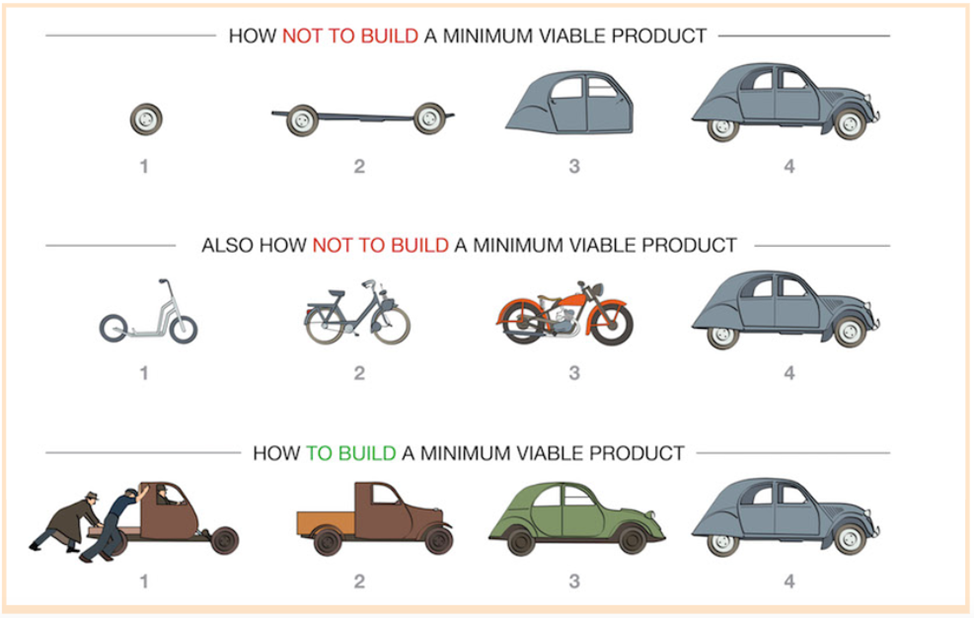 HOW NOT TO BUILD A MINIMUM VIABLE PRODUCT
1 2 3 4
ALSO HOW NOT TO BUILD A MINIMUM VIABLE PRODUCT
1 2 3 4
HOW TO BUILD A MINIMUM VIABLE PRODUCT
1 2 3 4